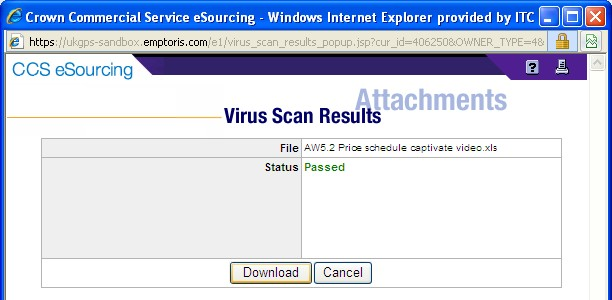 Crown Commercial Service eSourcing - Windows Internet Explorer provided by ITC
https://ukgps-sandbox.emptoris.com/e1/virus_scan_results_popup.jsp?cur_id=406250&OWNER_TYPE=4&
CCS eSourcing
?
Attachments
Virus Scan Results
File AW5.2 Price schedule captivate video.xls
Status Passed
Download Cancel